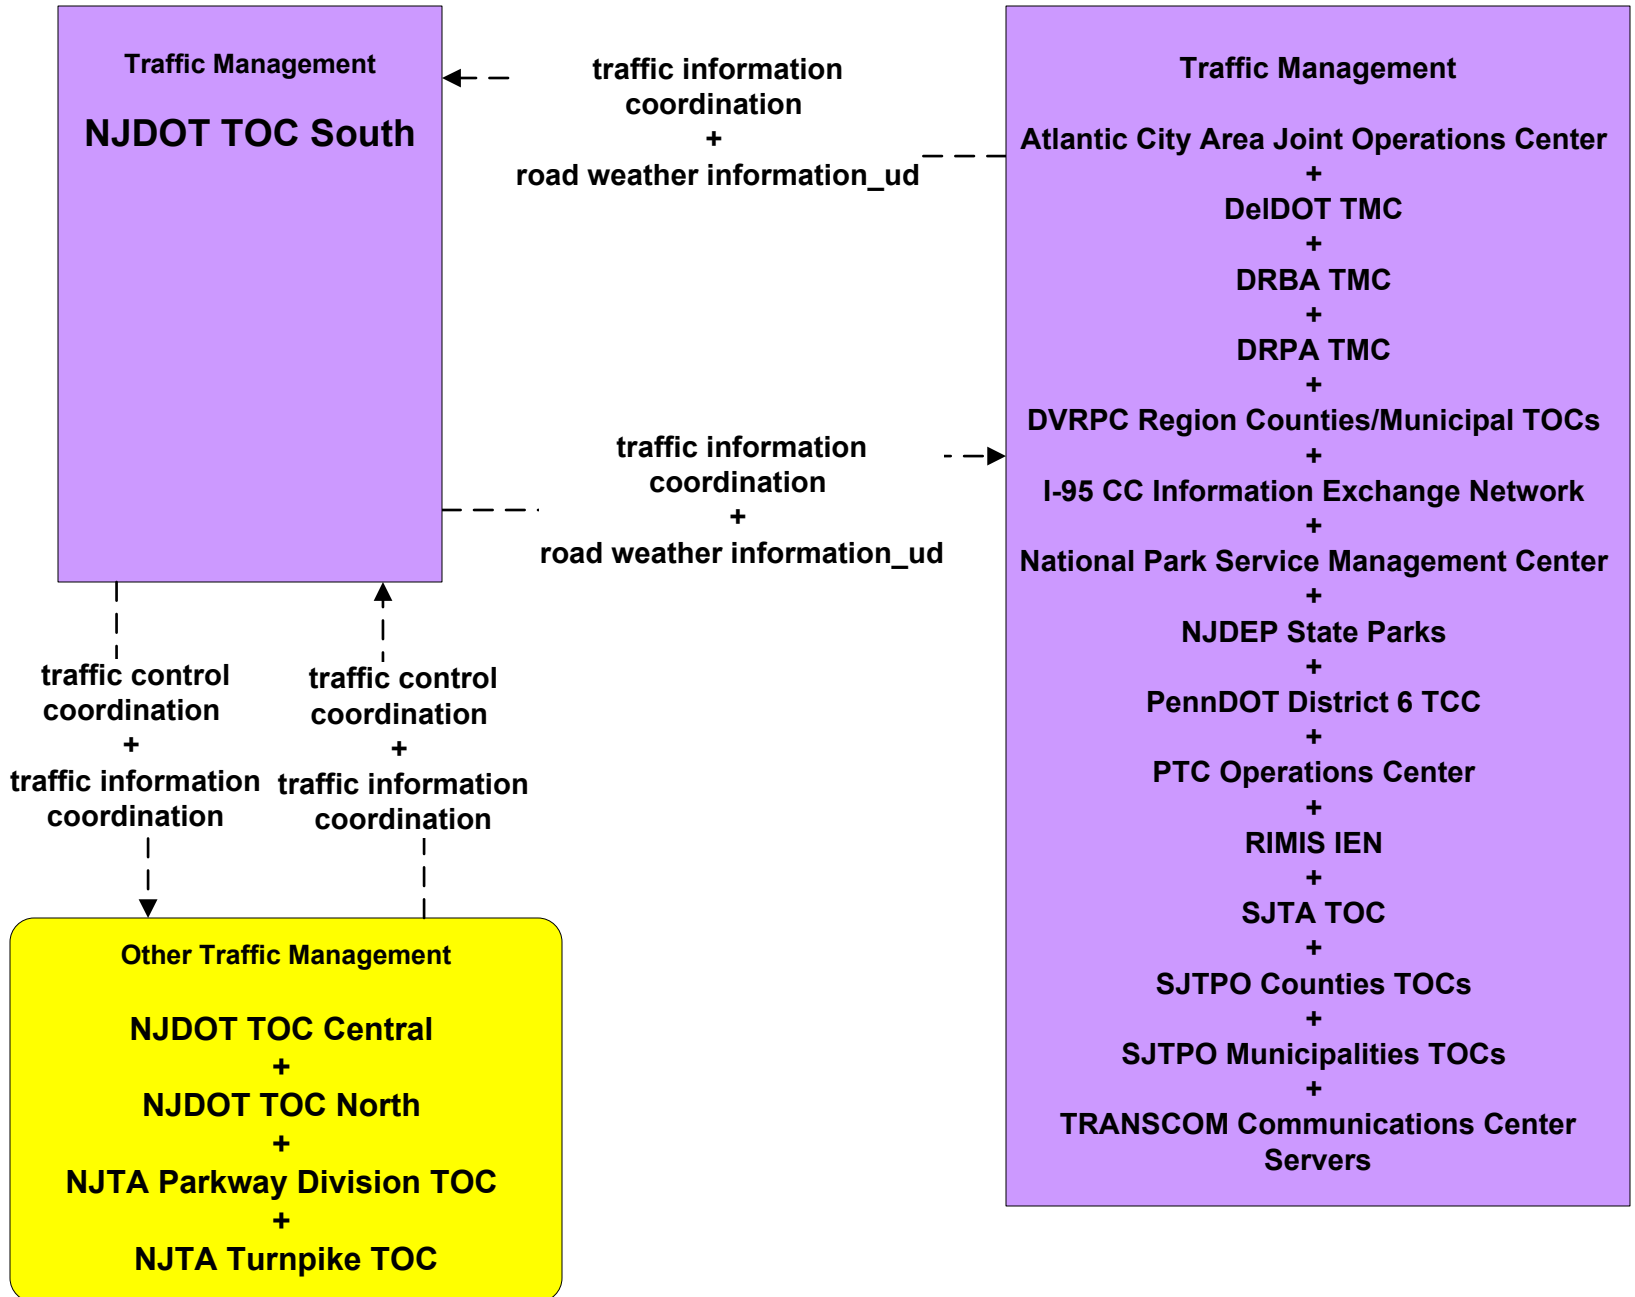 Traffic Management
NJDOT TOC South
traffic information
coordination
+
road weather information_ud
traffic information
coordination
+
road weather information_ud
traffic control
coordination
+
traffic information
coordination
traffic control
coordination
+
traffic information
coordination
Other Traffic Management
NJDOT TOC Central
+
NJDOT TOC North
+
NJTA Parkway Division TOC
+
NJTA Turnpike TOC
Traffic Management
Atlantic City Area Joint Operations Center
+
DelDOT TMC
+
DRBA TMC
+
DRPA TMC
+
DVRPC Region Counties/Municipal TOCs
+
I-95 CC Information Exchange Network
+
National Park Service Management Center
+
NJDEP State Parks
+
PennDOT District 6 TCC
+
PTC Operations Center
+
RIMIS IEN
+
SJTA TOC
+
SJTPO Counties TOCs
+
SJTPO Municipalities TOCs
+
TRANSCOM Communications Center
Servers